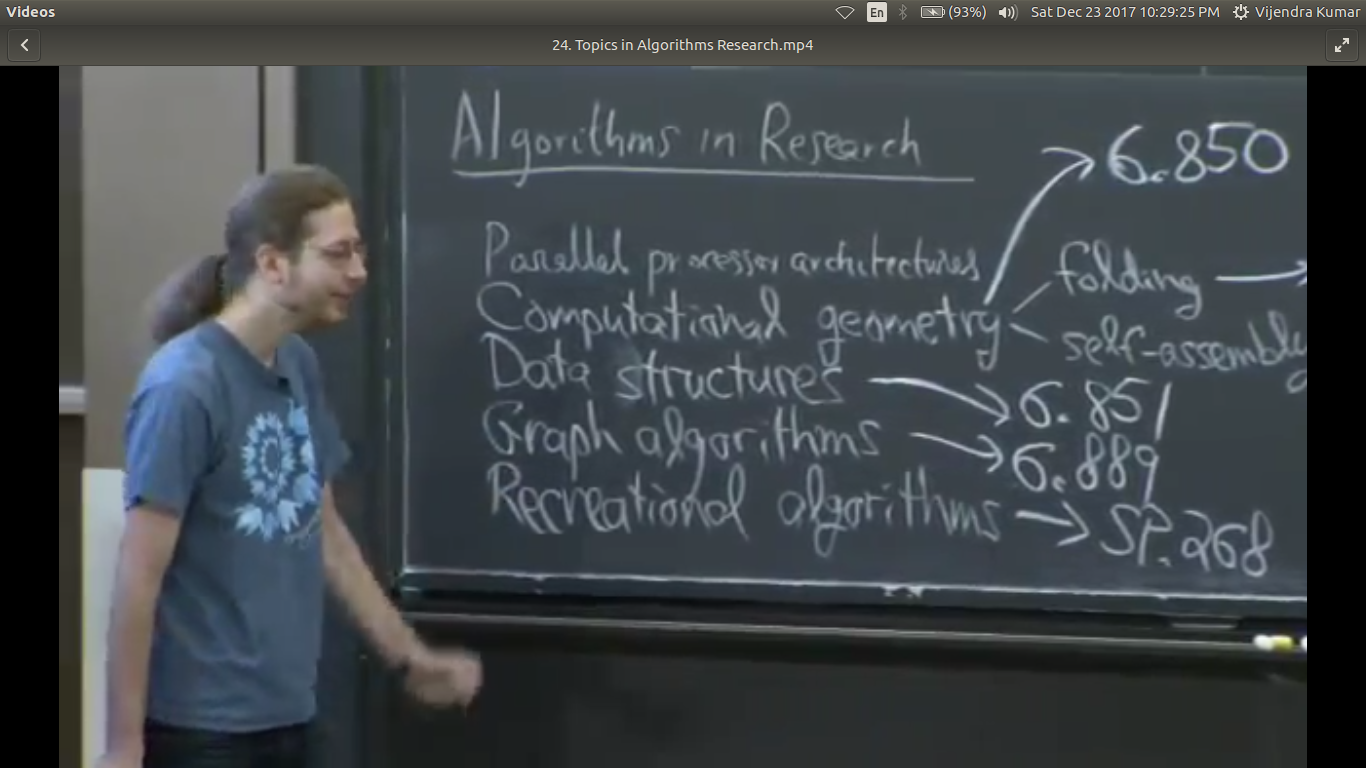 Videos En (93%) Sat Dec 23 2017 10:29:25 PM Vijendra Kumar
24. Topics in Algorithms Research.mp4
Algorithms in Research
6.850
Parallel processor architectures
folding
Computational geometry
self-assembly
Data structures
6.851
Graph algorithms
6.889
Recreational algorithms
SP.268